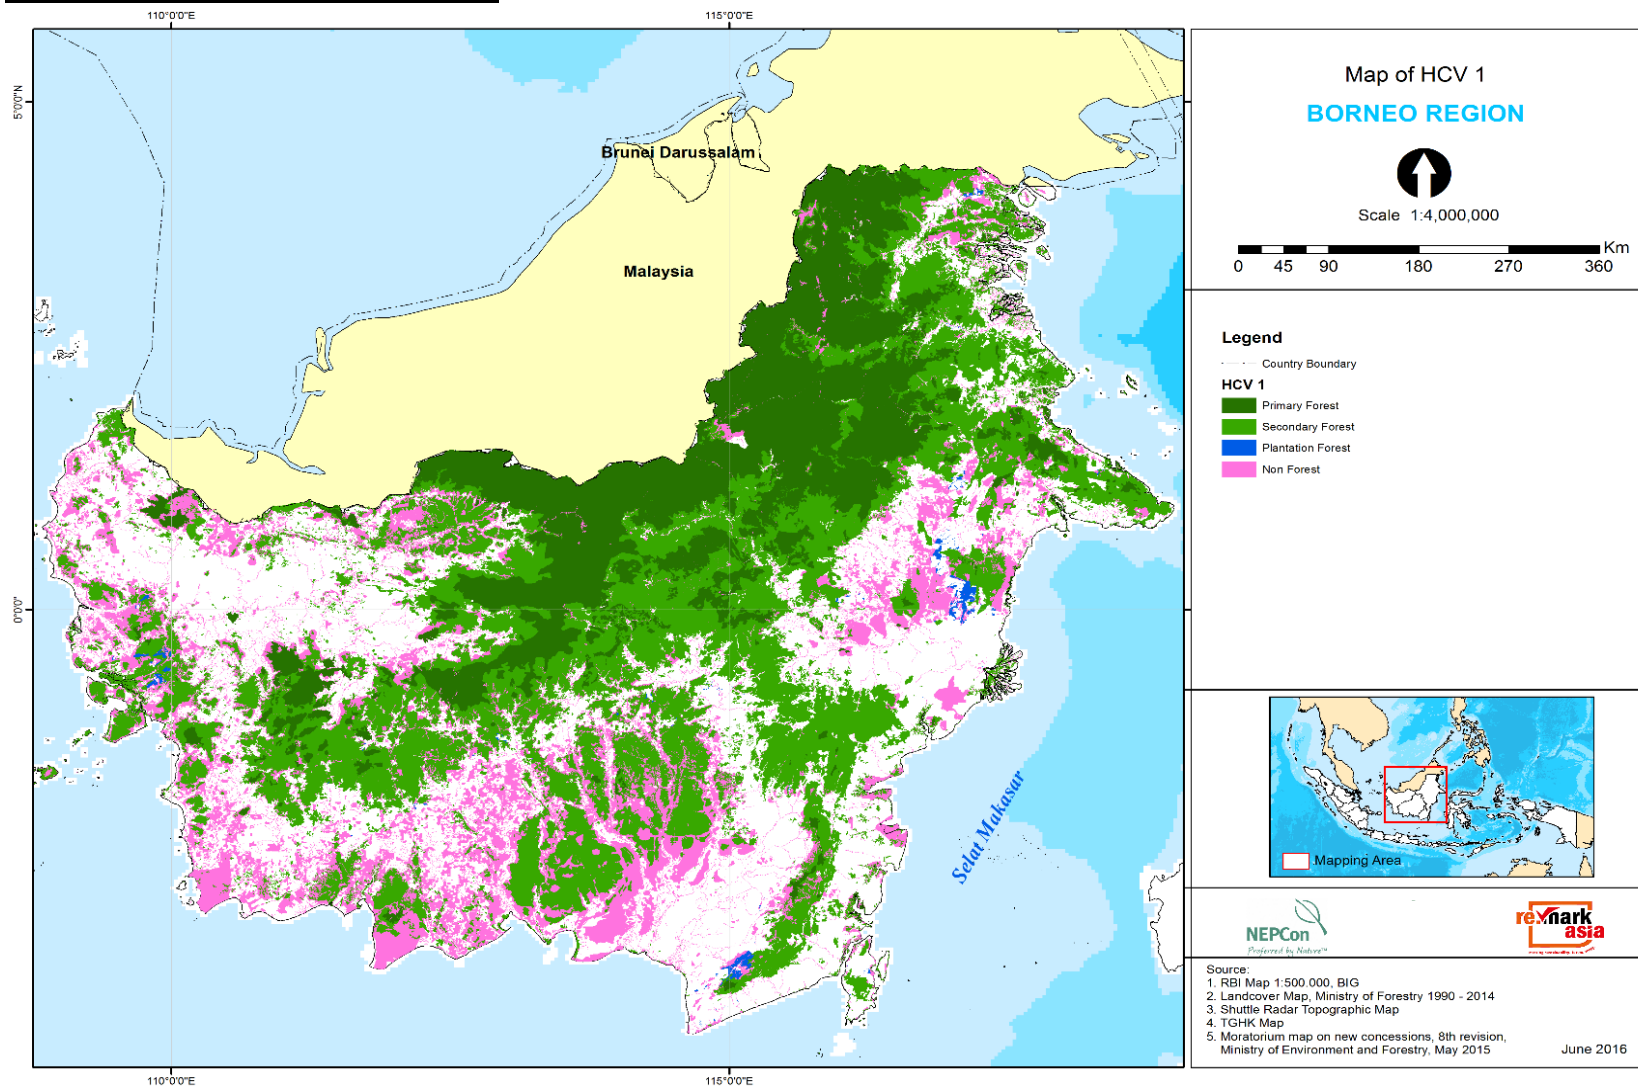 110°0'0"E
115°0'0"E
5°0'0"N
0°0'0"
Brunei Darussalam
Malaysia
Selat Makasar
110°0'0"E
115°0'0"E
Map of HCV 1
BORNEO REGION
Scale 1:4,000,000
Km
0 45 90 180 270 360
Legend
Country Boundary
HCV 1
Primary Forest
Secondary Forest
Plantation Forest
Non Forest
Mapping Area
NEPCon
Preferred by Nature™
re mark
asia
Source:
1. RBI Map 1:500.000, BIG
2. Landcover Map, Ministry of Forestry 1990 - 2014
3. Shuttle Radar Topographic Map
4. TGHK Map
5. Moratorium map on new concessions, 8th revision,
Ministry of Environment and Forestry, May 2015
June 2016